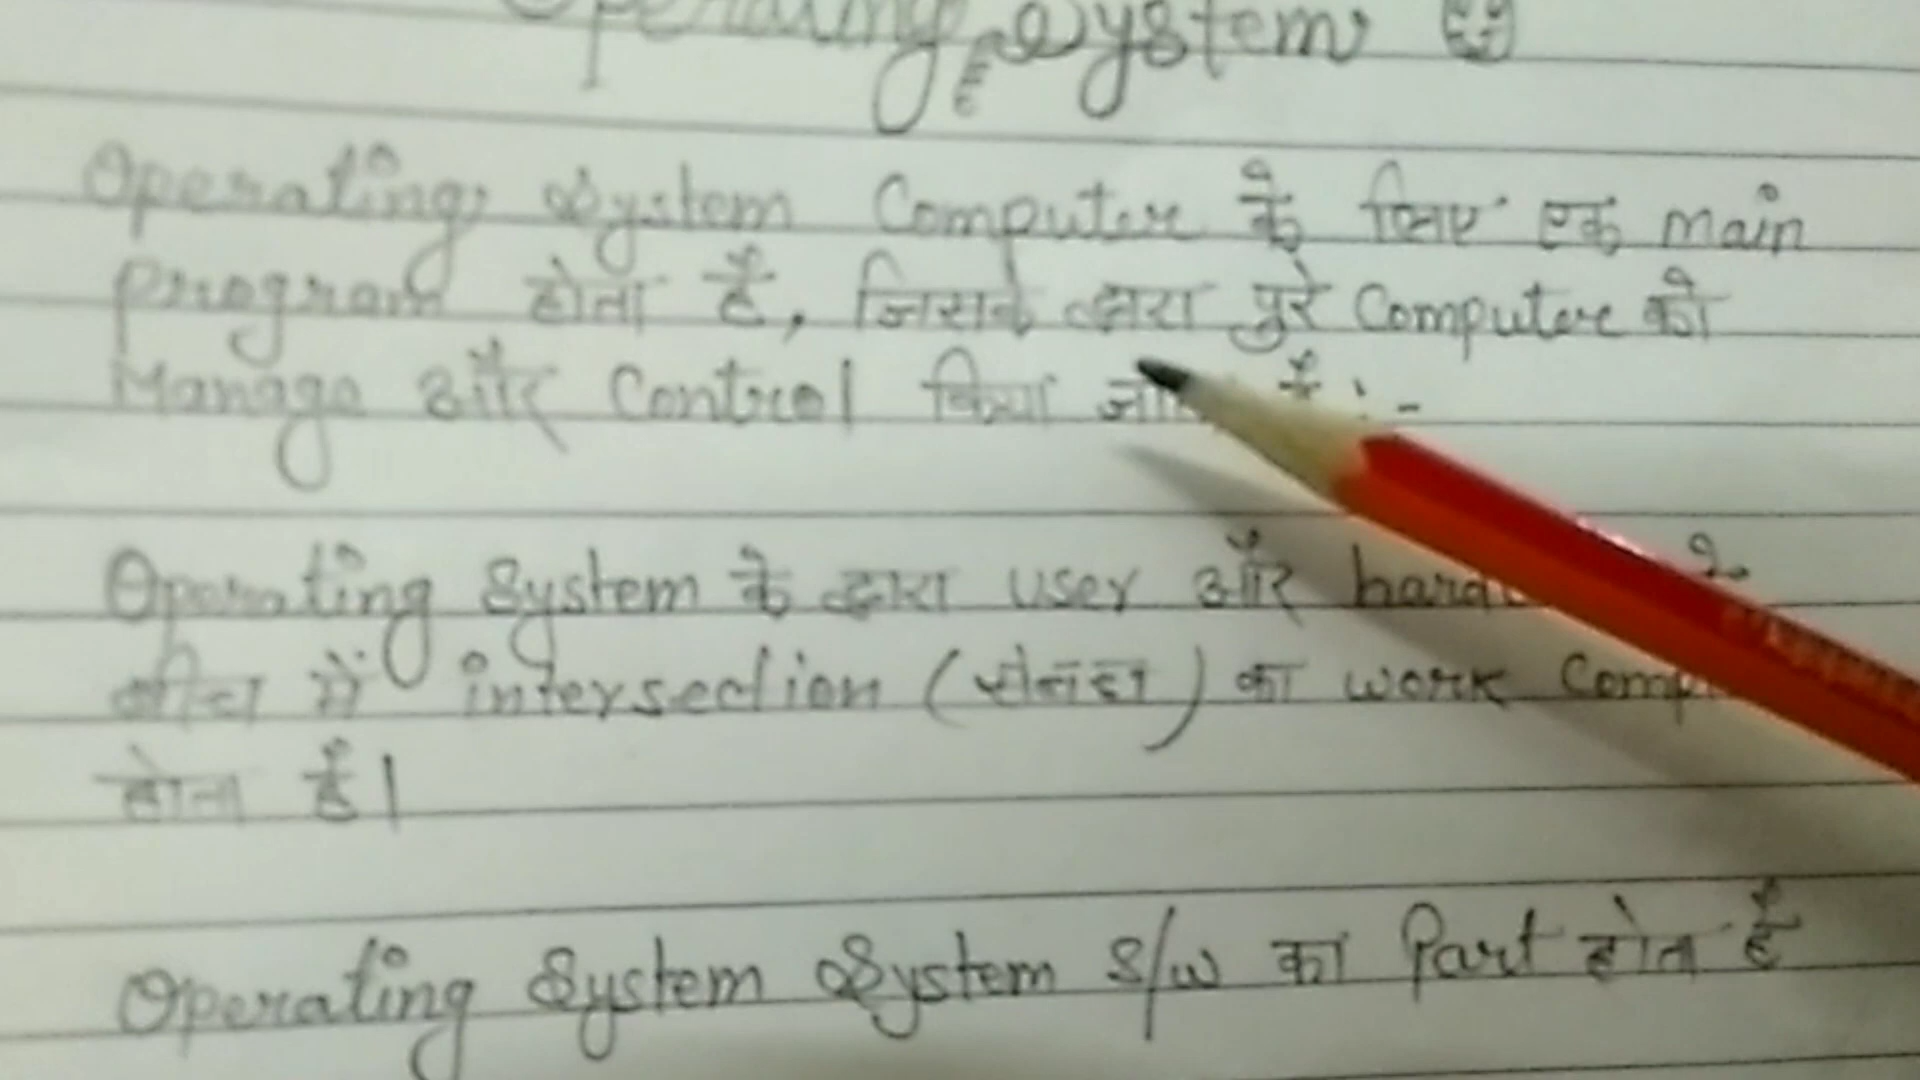 Operating System
Operating System Computer के लिए एक main
program होता है, जिसके द्वारा पुरे Computer को
Manage और Control किया है :-
Operating System के द्वारा user और के
बीच में intersection ( ) का work
होता है।
Operating System System S/W का Part होता है